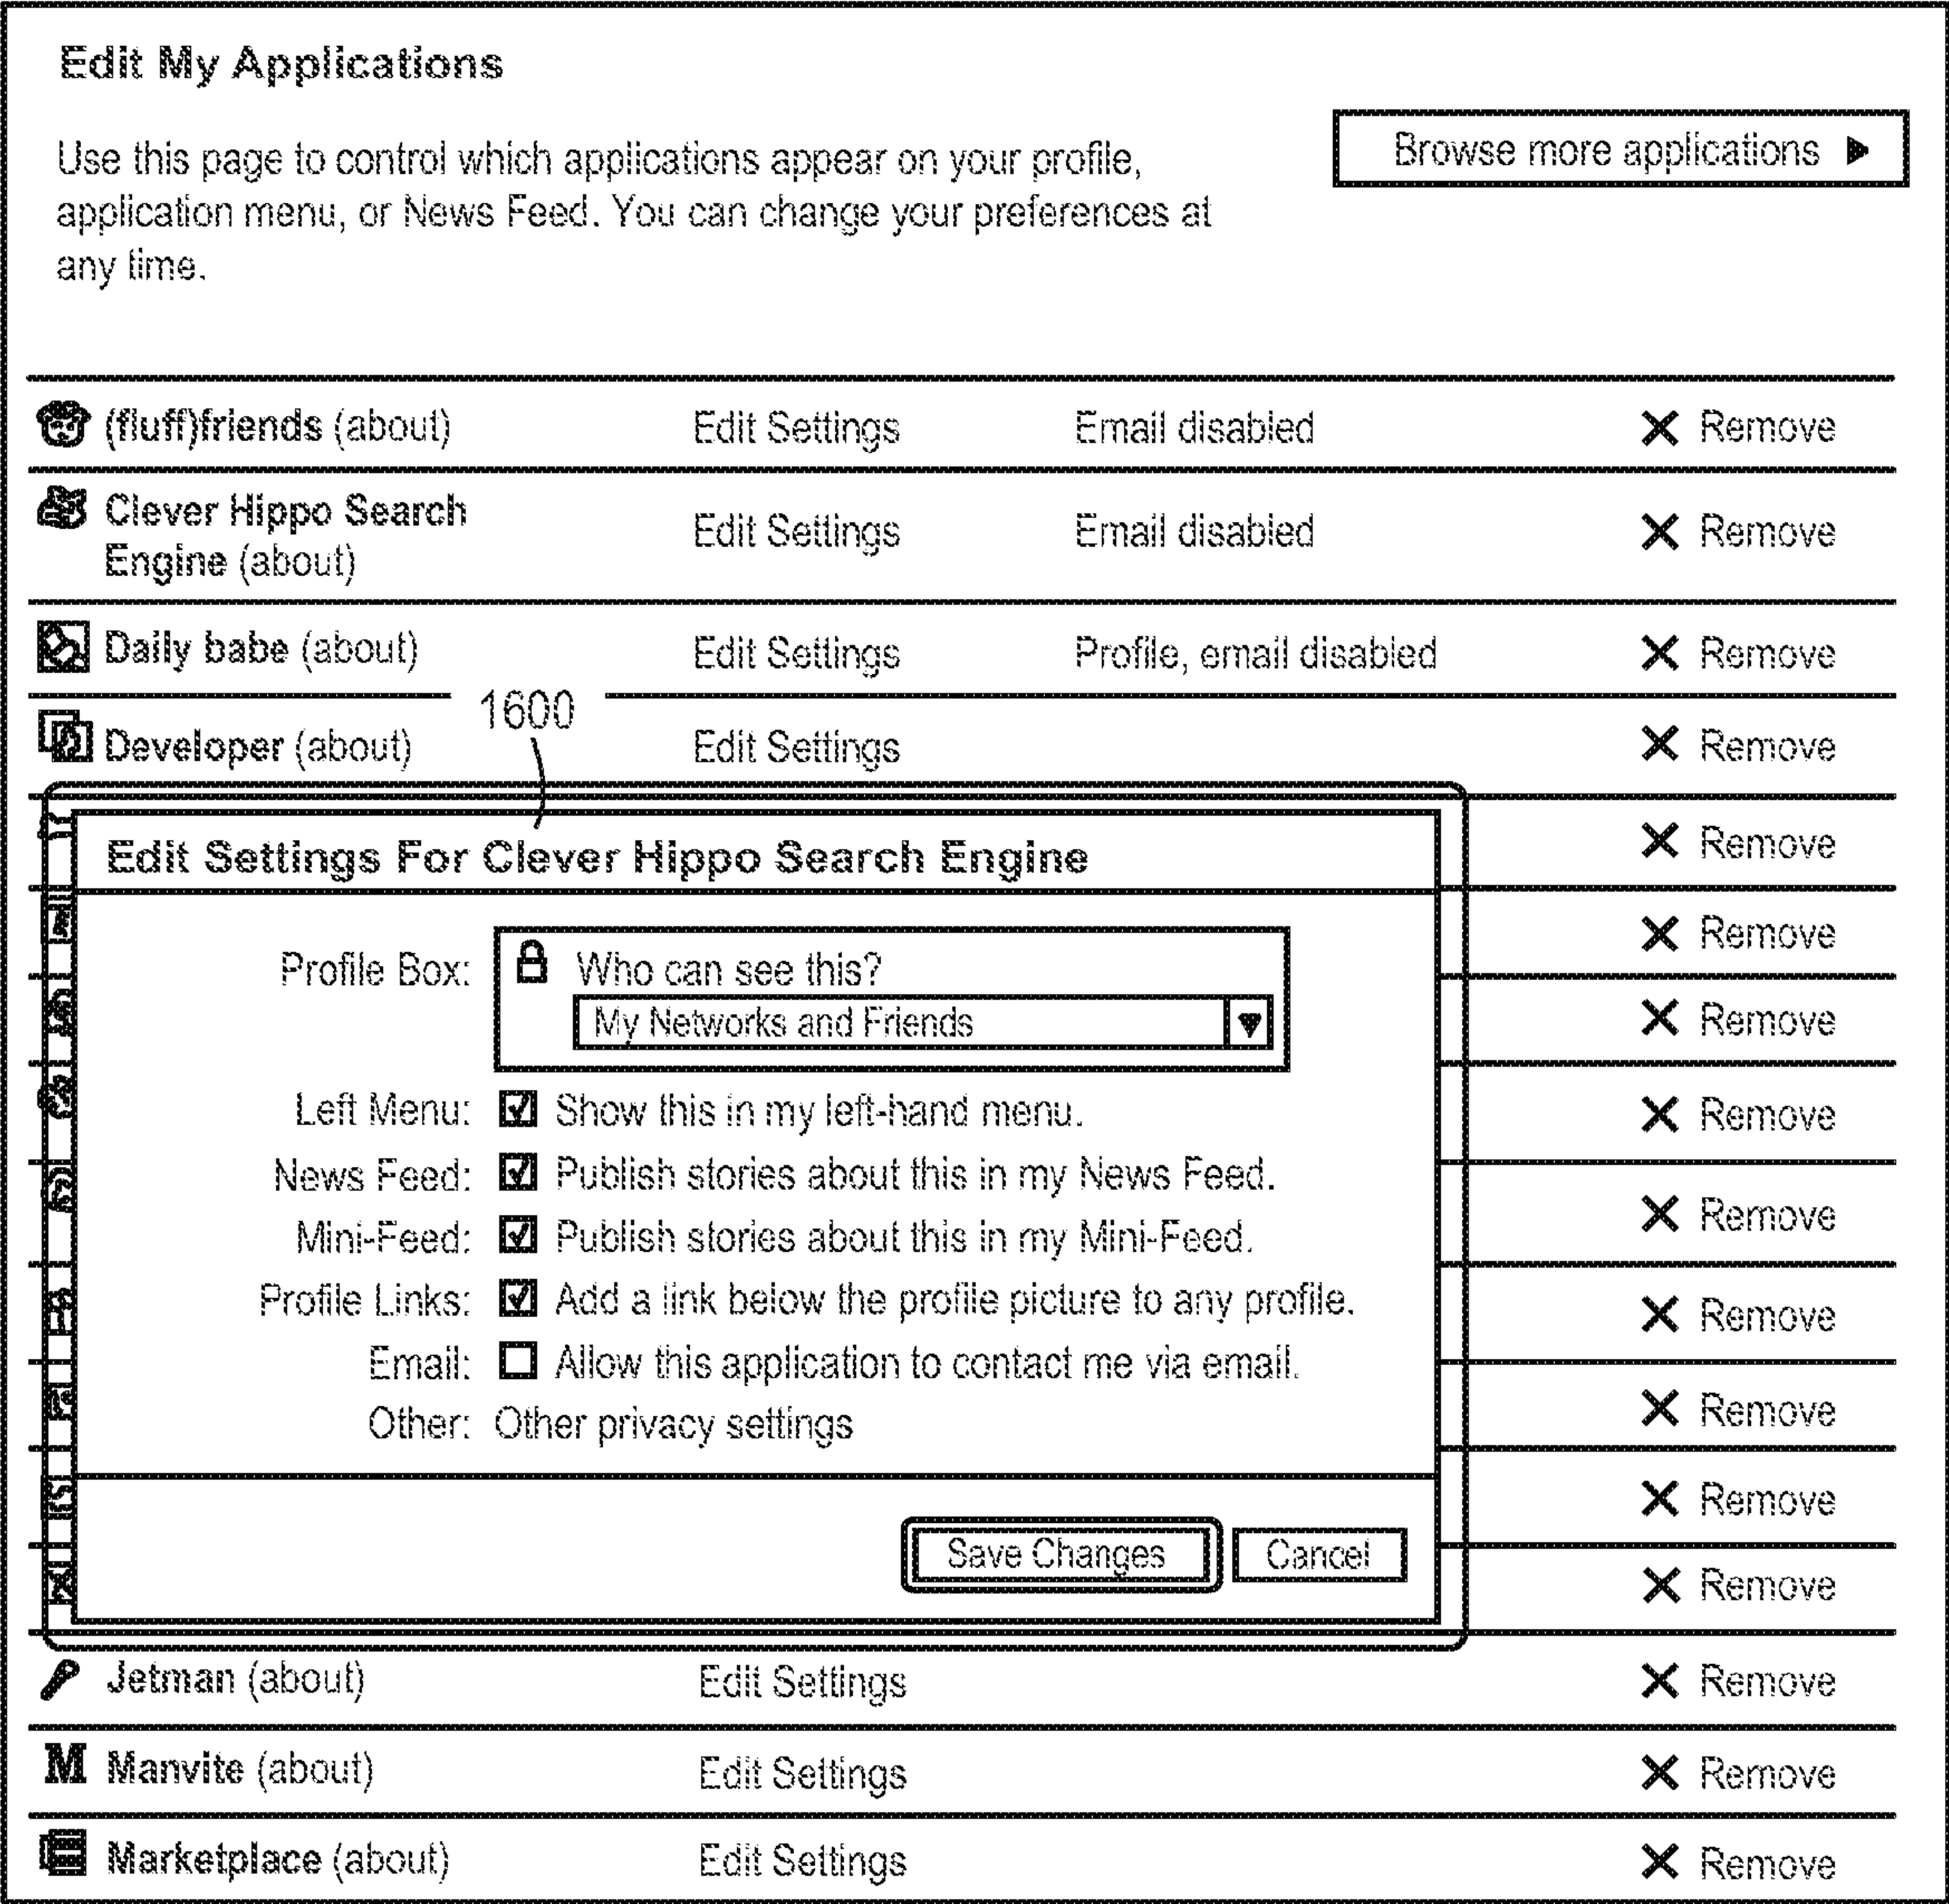 Edit My Applications
Browse more applications
Use this page to control which applications appear on your profile,
application menu, or News Feed. You can change your preferences at
any time.
(fluff)friends (about) Edit Settings Email disabled Remove
Clever Hippo Search
Engine (about) Edit Settings Email disabled Remove
Daily babe (about) Edit Settings Profile, email disabled Remove
1600
Developer (about) Edit Settings Remove
Remove
Edit Settings For Clever Hippo Search Engine
Remove
Profile Box: Who can see this?
My Networks and Friends Remove
Left Menu: Show this in my left-hand menu. Remove
News Feed: Publish stories about this in my News Feed.
Remove
Mini-Feed: Publish stories about this in my Mini-Feed.
Profile Links: Add a link below the profile picture to any profile. Remove
Email: Allow this application to contact me via email.
Other: Other privacy settings Remove
Remove
Save Changes Cancel
Remove
Jetman (about) Edit Settings Remove
M Manvite (about) Edit Settings Remove
Marketplace (about) Edit Settings Remove